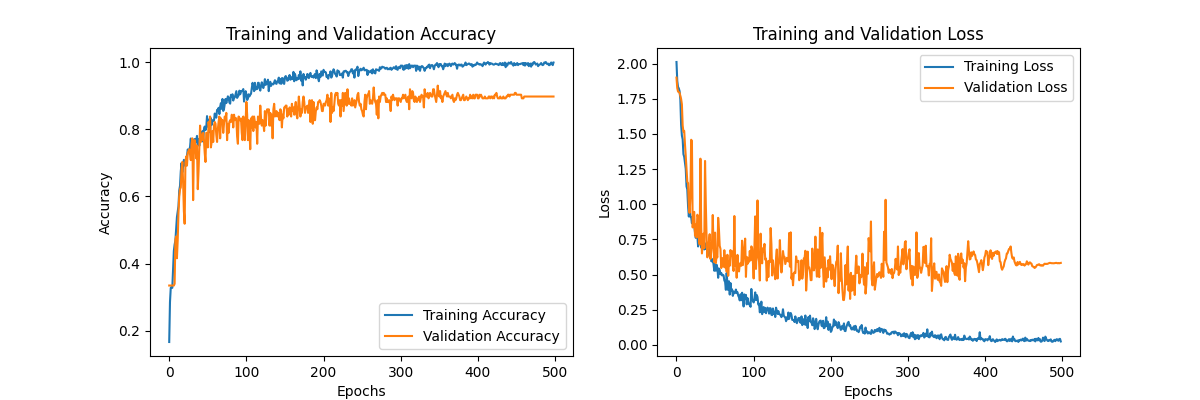 Training and Validation Accuracy
1.0
0.8
0.6
0.4
0.2
Accuracy
Training Accuracy
Validation Accuracy
0
100
200
300
400
500
Epochs
Training and Validation Loss
2.00
1.75
1.50
1.25
1.00
0.75
0.50
0.25
0.00
Loss
Training Loss
Validation Loss
0
100
200
300
400
500
Epochs